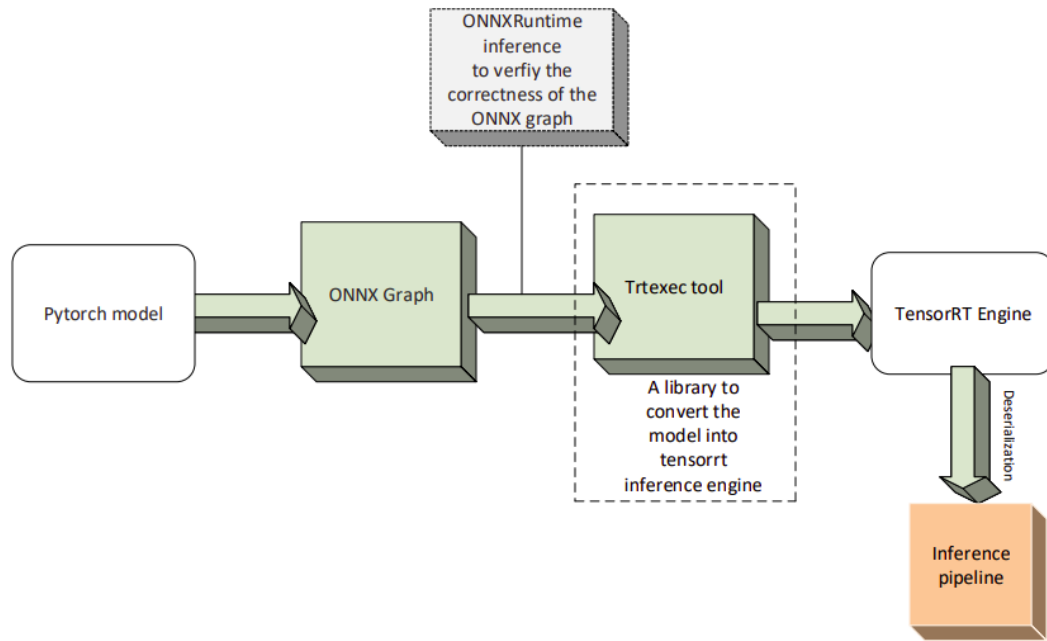 ONNXRuntime
inference
to verfiy the
correctness of the
ONNX graph
Pytorch model
ONNX Graph
Trtexec tool
TensorRT Engine
A library to
convert the
model into
tensorrt
inference engine
Deserialization
Inference
pipeline